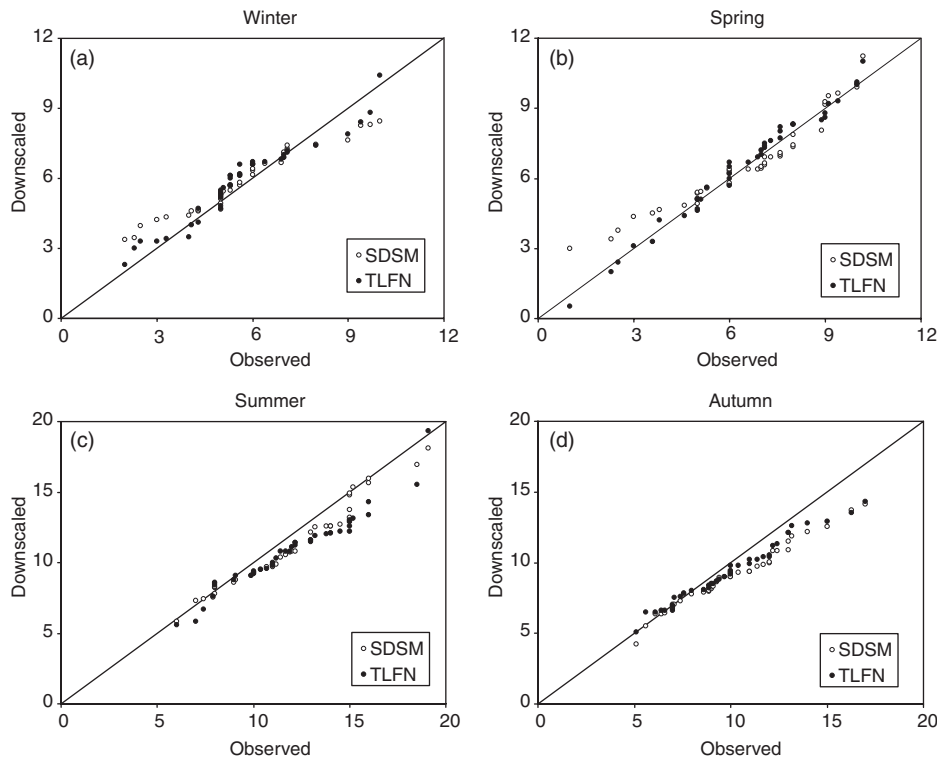 Winter
(a)
12
9
6
3
0
Downscaled
SDSM
TLFN
0 3 6 9 12
Observed
Spring
(b)
12
9
6
3
0
Downscaled
SDSM
TLFN
0 3 6 9 12
Observed
Summer
(c)
20
15
10
5
0
Downscaled
SDSM
TLFN
0 5 10 15 20
Observed
Autumn
(d)
20
15
10
5
0
Downscaled
SDSM
TLFN
0 5 10 15 20
Observed